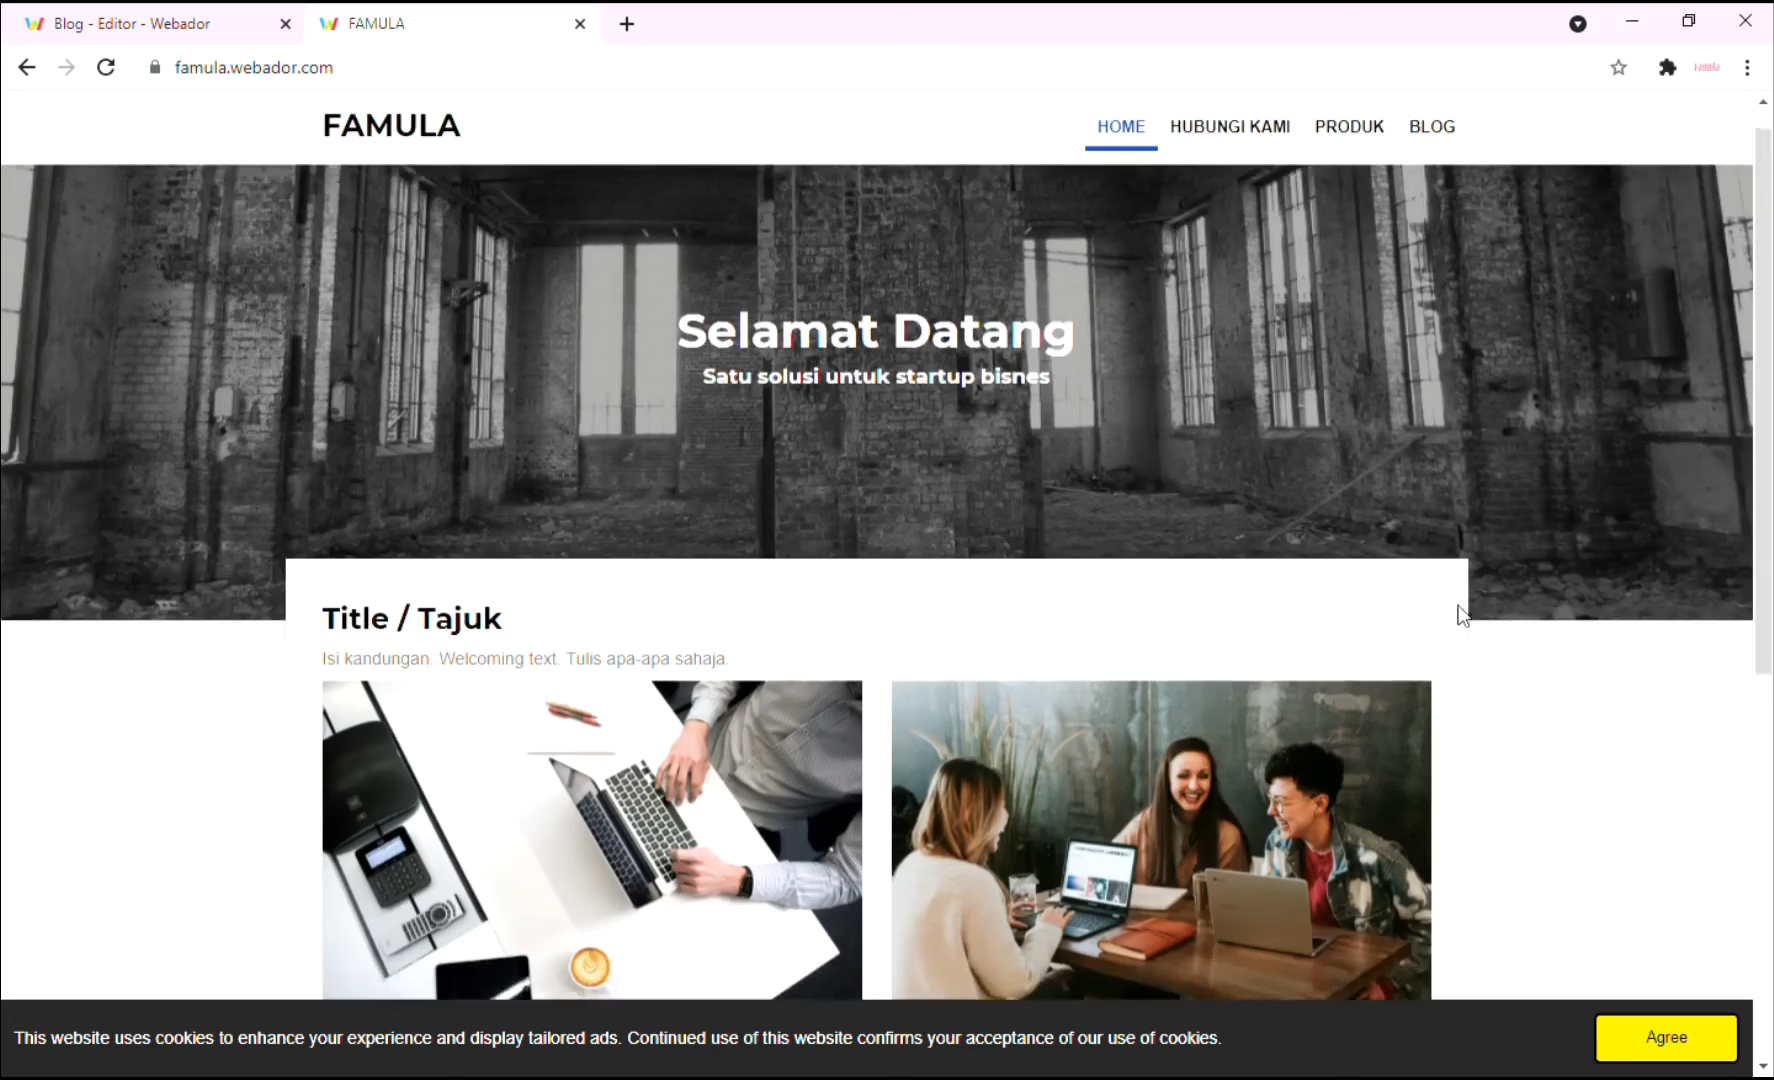 Blog - Editor - Webador
FAMULA
famula.webador.com
FAMULA
HOME HUBUNGI KAMI PRODUK BLOG
Selamat Datang
Satu solusi untuk startup bisnes
Title / Tajuk
Isi kandungan. Welcoming text. Tulis apa-apa sahaja.
This website uses cookies to enhance your experience and display tailored ads. Continued use of this website confirms your acceptance of our use of cookies.
Agree